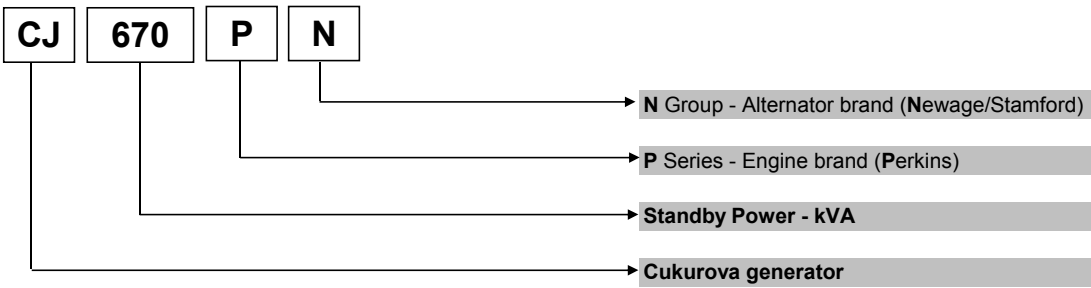 CJ 670 P N
N Group - Alternator brand (Newage/Stamford)
P Series - Engine brand (Perkins)
Standby Power - kVA
Cukurova generator